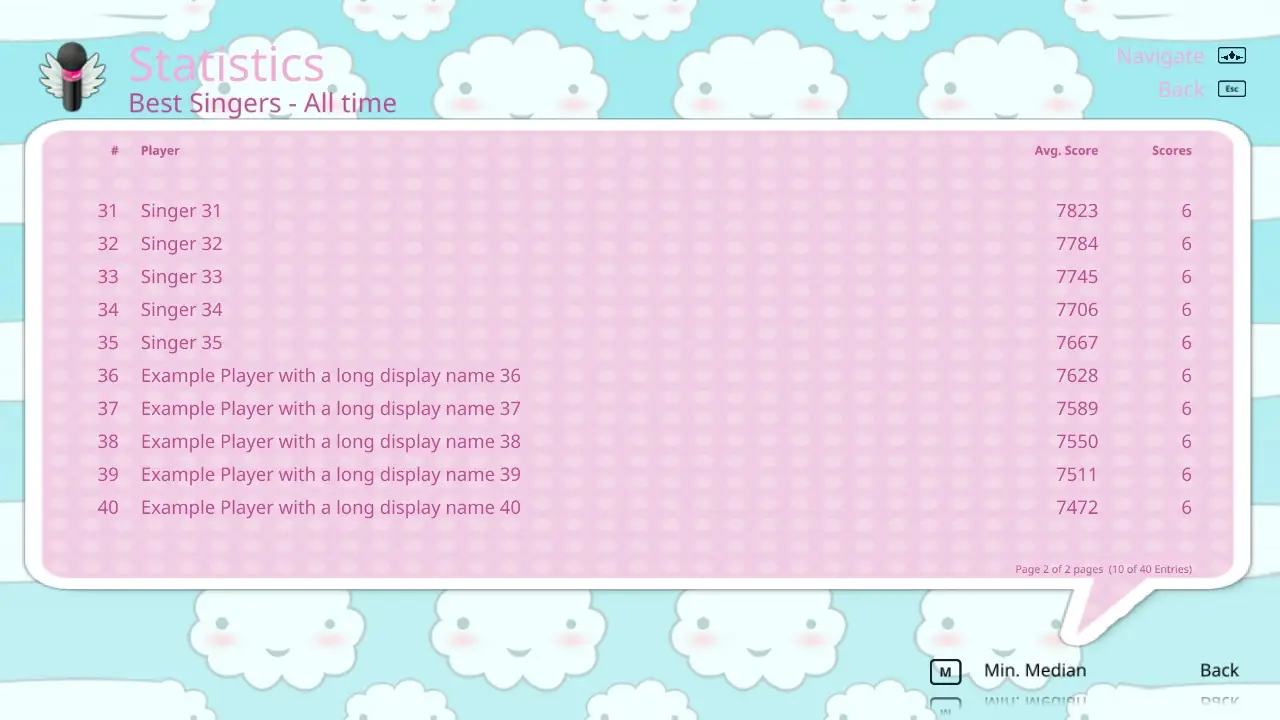 Statistics
Best Singers - All time
Navigate
Back Esc
# Player Avg. Score Scores
31 Singer 31 7823 6
32 Singer 32 7784 6
33 Singer 33 7745 6
34 Singer 34 7706 6
35 Singer 35 7667 6
36 Example Player with a long display name 36 7628 6
37 Example Player with a long display name 37 7589 6
38 Example Player with a long display name 38 7550 6
39 Example Player with a long display name 39 7511 6
40 Example Player with a long display name 40 7472 6
Page 2 of 2 pages (10 of 40 Entries)
M Min. Median Back